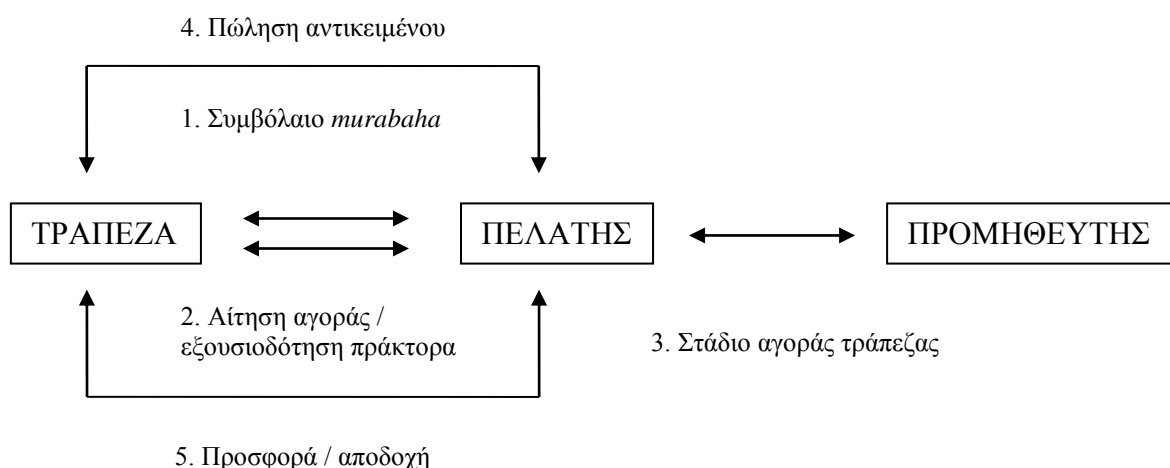 4. Πώληση αντικειμένου
1. Συμβόλαιο murabaha
ΤΡΑΠΕΖΑ
ΠΕΛΑΤΗΣ
ΠΡΟΜΗΘΕΥΤΗΣ
2. Αίτηση αγοράς /
εξουσιοδότηση πράκτορα
3. Στάδιο αγοράς τράπεζας
5. Προσφορά / αποδοχή